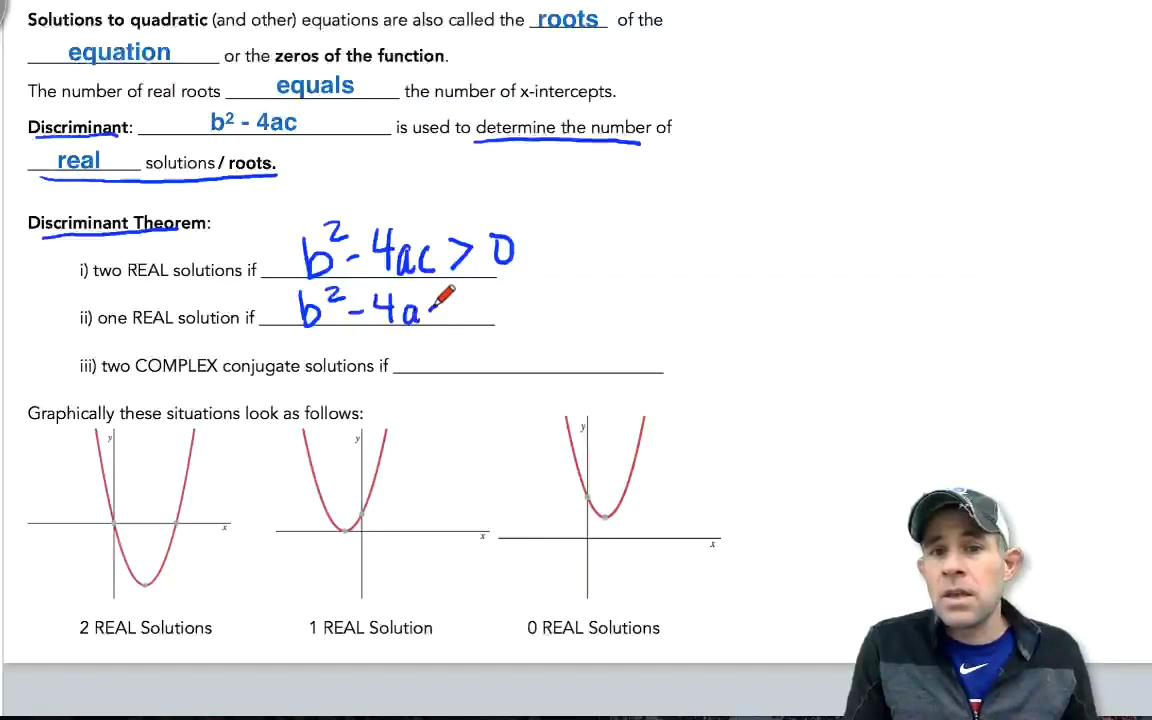 Solutions to quadratic (and other) equations are also called the roots of the
equation or the zeros of the function.
The number of real roots equals the number of x-intercepts.
Discriminant: b² - 4ac is used to determine the number of
real solutions / roots.
Discriminant Theorem:
i) two REAL solutions if b² - 4ac > 0
ii) one REAL solution if b² - 4a
iii) two COMPLEX conjugate solutions if
Graphically these situations look as follows:
y y y
x x x
2 REAL Solutions 1 REAL Solution 0 REAL Solutions